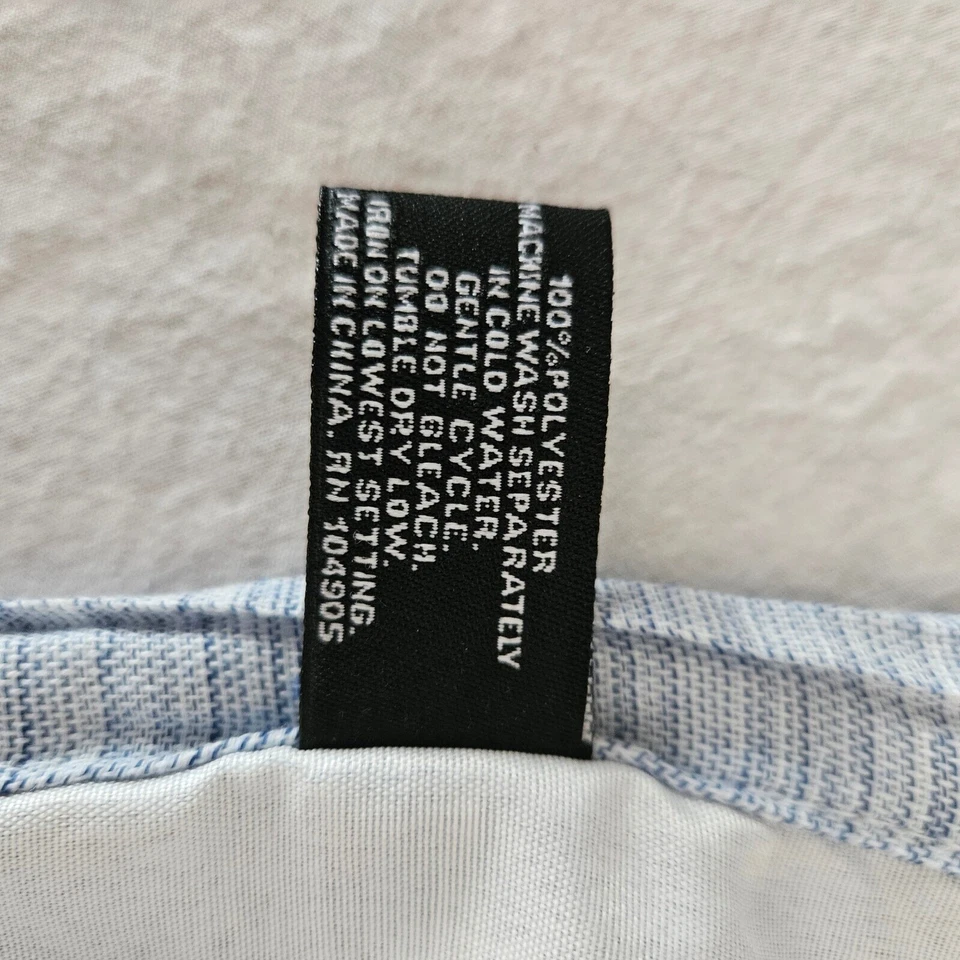 100% POLYESTER
MACHINE WASH SEPARATELY
IN COLD WATER.
GENTLE CYCLE.
DO NOT BLEACH.
TUMBLE DRY LOW.
IRON ON LOWEST SETTING.
MADE IN CHINA. RN 104905